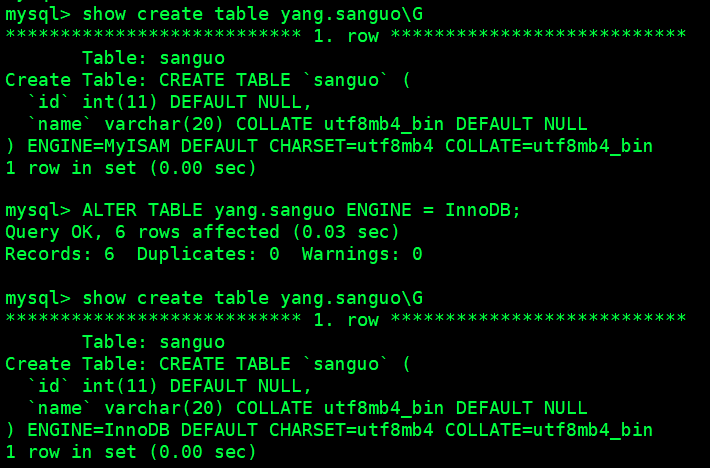 mysql> show create table yang.sanguo\G
*************************** 1. row ***************************
       Table: sanguo
Create Table: CREATE TABLE `sanguo` (
  `id` int(11) DEFAULT NULL,
  `name` varchar(20) COLLATE utf8mb4_bin DEFAULT NULL
) ENGINE=MyISAM DEFAULT CHARSET=utf8mb4 COLLATE=utf8mb4_bin
1 row in set (0.00 sec)

mysql> ALTER TABLE yang.sanguo ENGINE = InnoDB;
Query OK, 6 rows affected (0.03 sec)
Records: 6  Duplicates: 0  Warnings: 0

mysql> show create table yang.sanguo\G
*************************** 1. row ***************************
       Table: sanguo
Create Table: CREATE TABLE `sanguo` (
  `id` int(11) DEFAULT NULL,
  `name` varchar(20) COLLATE utf8mb4_bin DEFAULT NULL
) ENGINE=InnoDB DEFAULT CHARSET=utf8mb4 COLLATE=utf8mb4_bin
1 row in set (0.00 sec)